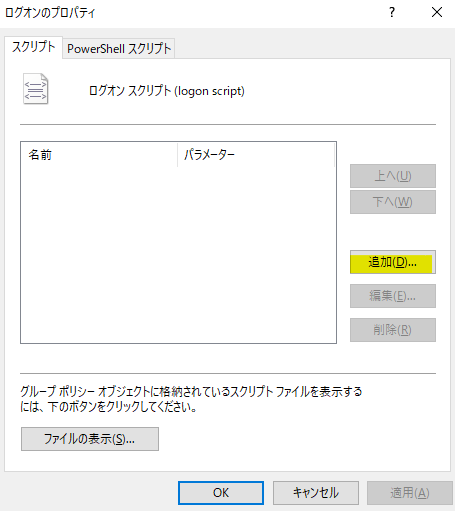 ログオンのプロパティ
スクリプト
PowerShell スクリプト
ログオン スクリプト (logon script)
名前
パラメーター
上へ(U)
下へ(W)
追加(D)...
編集(E)...
削除(R)
グループ ポリシー オブジェクトに格納されているスクリプト ファイルを表示する
には、下のボタンをクリックしてください。
ファイルの表示(S)...
OK
キャンセル
適用(A)